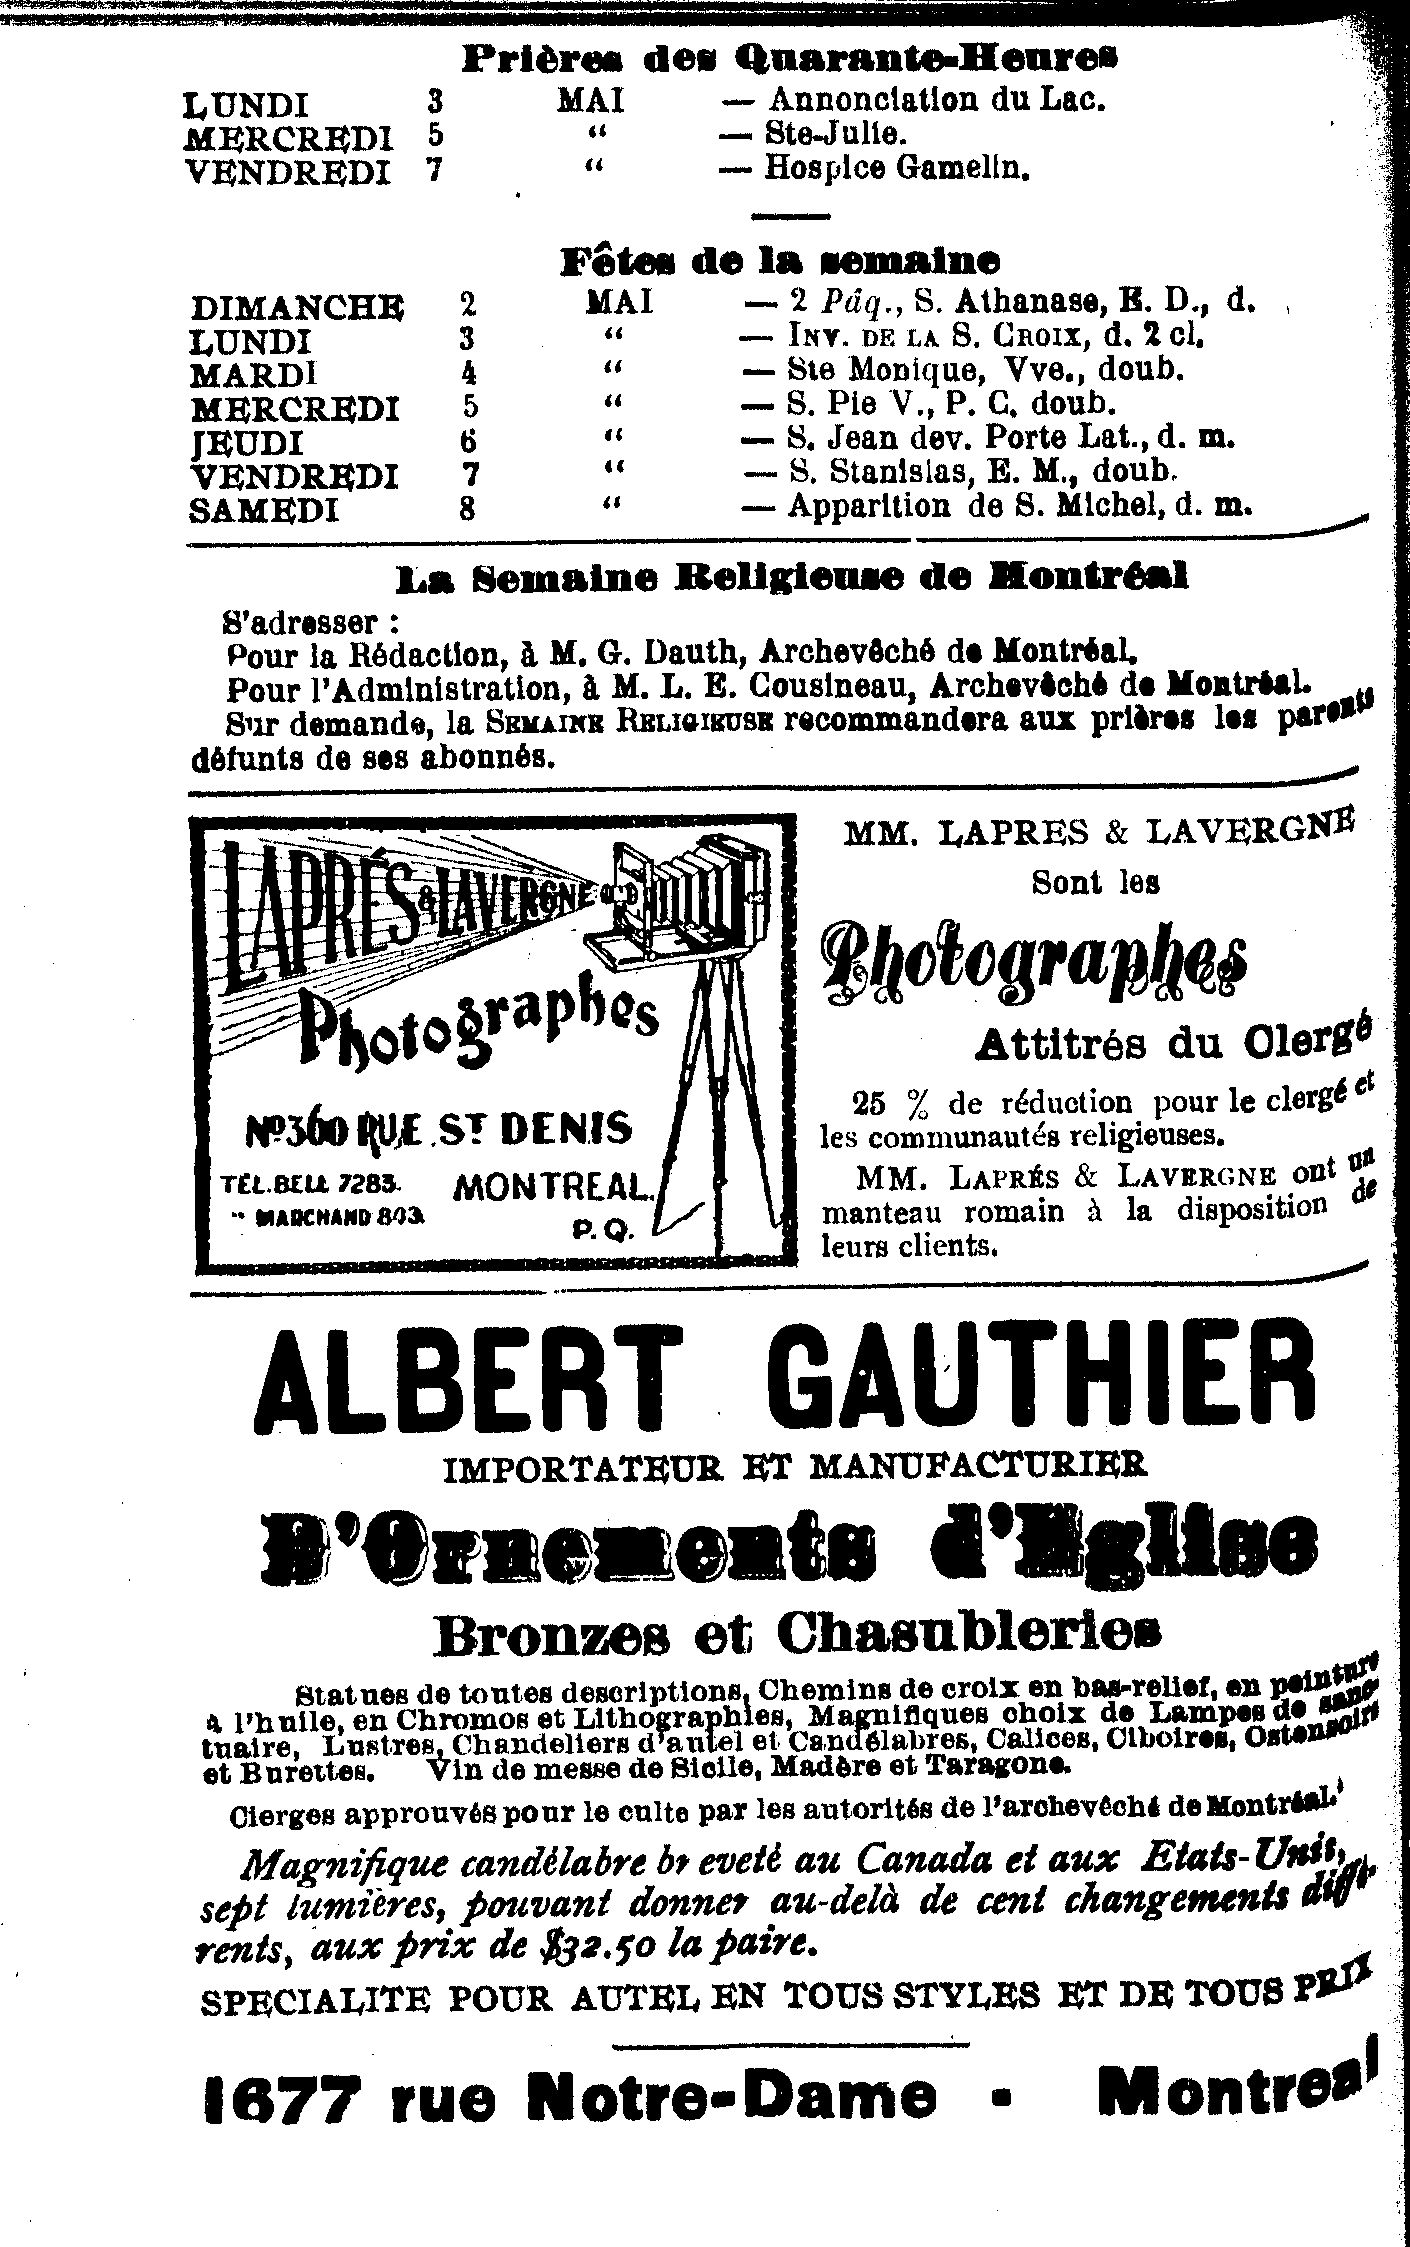 Prières des Quarante-Heures
LUNDI 3 MAI — Annonciation du Lac.
MERCREDI 5 “ — Ste-Julie.
VENDREDI 7 “ — Hospice Gamelin.
Fêtes de la semaine
DIMANCHE 2 MAI — 2 Pâq., S. Athanase, E. D., d.
LUNDI 3 “ — INV. DE LA S. CROIX, d. 2 cl.
MARDI 4 “ — Ste Monique, Vve., doub.
MERCREDI 5 “ — S. Pie V., P. C. doub.
JEUDI 6 “ — S. Jean dev. Porte Lat., d. m.
VENDREDI 7 “ — S. Stanislas, E. M., doub.
SAMEDI 8 “ — Apparition de S. Michel, d. m.
La Semaine Religieuse de Montréal
S'adresser :
Pour la Rédaction, à M. G. Dauth, Archevêché de Montréal.
Pour l'Administration, à M. L. E. Cousineau, Archevêché de Montréal.
Sur demande, la SEMAINE RELIGIEUSE recommandera aux prières les parents
défunts de ses abonnés.
LAPRÉS & LAVERGNE
Photographes
No 360 RUE ST DENIS
TÉL. BELL 7283.
MONTREAL.
" MARCHAND 803
P.Q.
MM. LAPRES & LAVERGNE
Sont les
Photographes
Attitrés du Clergé
25 % de réduction pour le clergé et
les communautés religieuses.
MM. LAPRÉS & LAVERGNE ont un
manteau romain à la disposition de
leurs clients.
ALBERT GAUTHIER
IMPORTATEUR ET MANUFACTURIER
D'Ornements d'Eglise
Bronzes et Chasubleries
Statues de toutes descriptions, Chemins de croix en bas-relief, en peinture
à l'huile, en Chromos et Lithographies, Magnifiques choix de Lampes de sanc-
tuaire, Lustres, Chandeliers d'autel et Candélabres, Calices, Ciboires, Ostensoirs
et Burettes. Vin de messe de Sicile, Madère et Taragone.
Cierges approuvés pour le culte par les autorités de l'archevêché de Montréal.
Magnifique candélabre breveté au Canada et aux Etats-Unis,
sept lumières, pouvant donner au-delà de cent changements diffé-
rents, aux prix de $32.50 la paire.
SPECIALITE POUR AUTEL EN TOUS STYLES ET DE TOUS PRIX
1677 rue Notre-Dame - Montreal